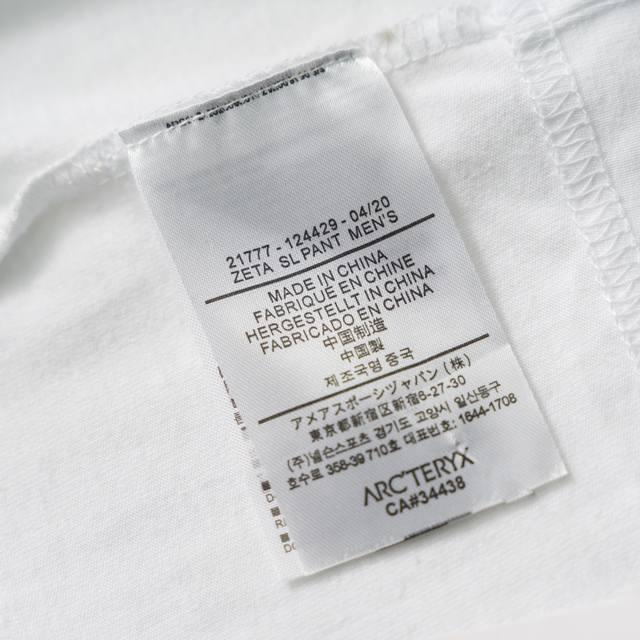 21777 - 124429 - 04/20
ZETA SL PANT MEN'S
MADE IN CHINA
FABRIQUE EN CHINE
HERGESTELLT IN CHINA
FABRICADO EN CHINA
中国制造
中国製
제조국명 중국
アメアスポーツジャパン(株)
東京都新宿区新宿6-27-30
(주)넬슨스포츠 경기도 고양시 일산동구
호수로 358-39 710호 대표번호: 1644-1708
ARC'TERYX
CA#34438